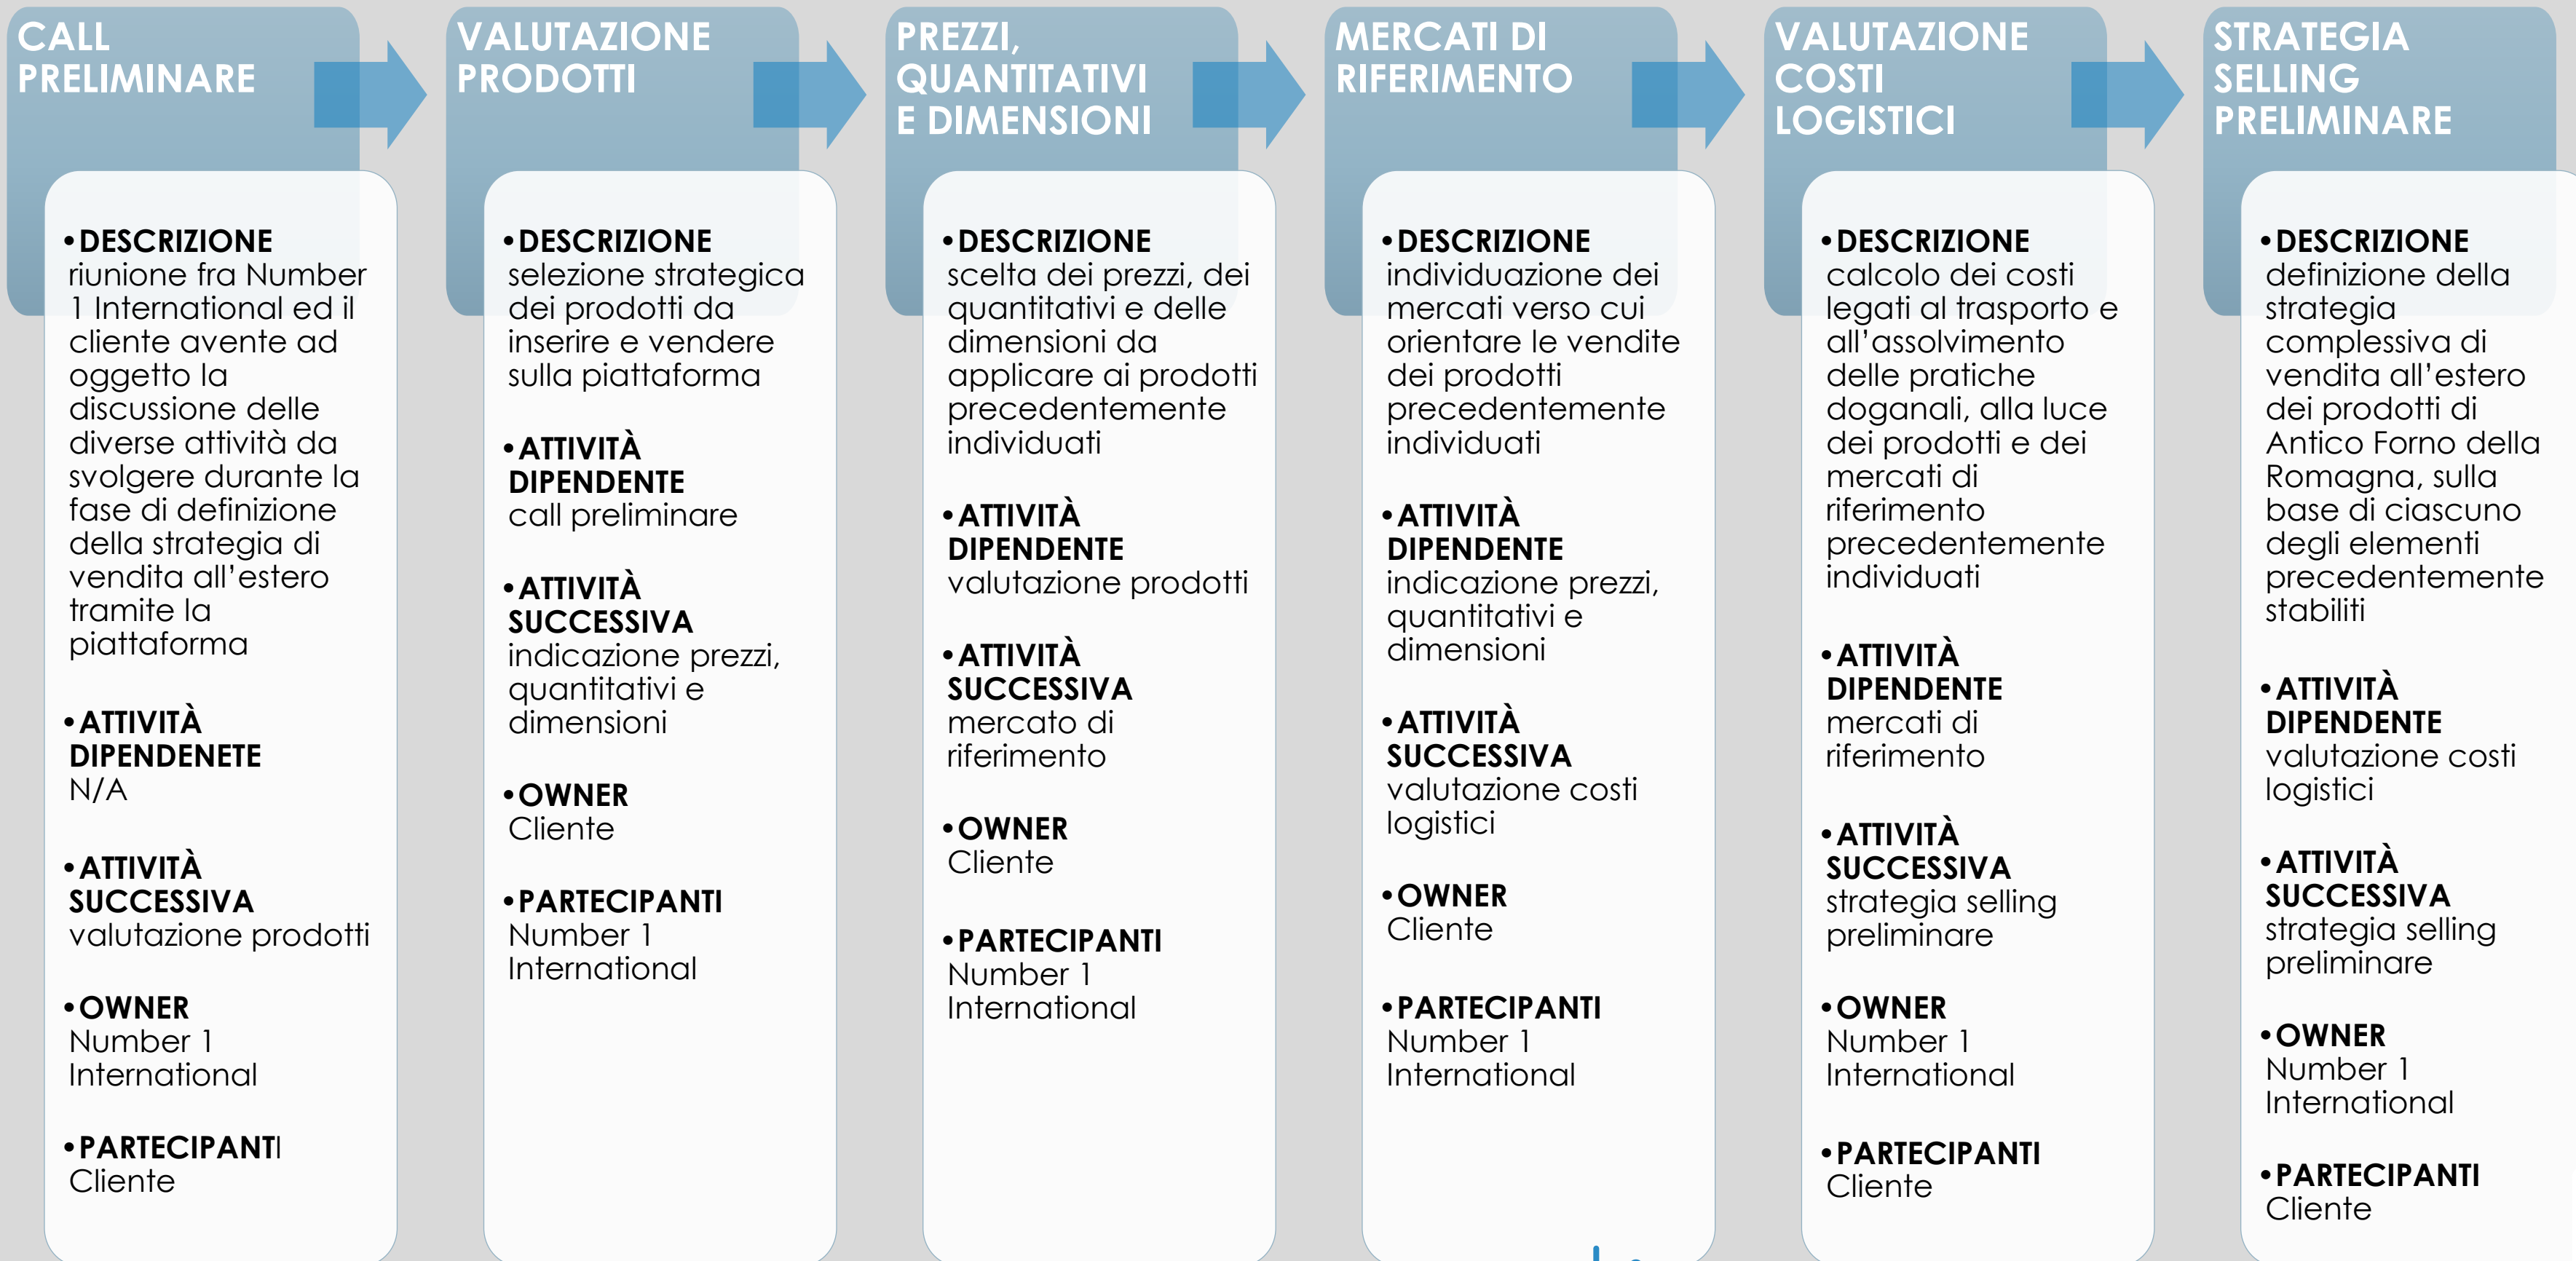 CALL
PRELIMINARE
•DESCRIZIONE
riunione fra Number
1 International ed il
cliente avente ad
oggetto la
discussione delle
diverse attività da
svolgere durante la
fase di definizione
della strategia di
vendita all’estero
tramite la
piattaforma
•ATTIVITÀ
DIPENDENETE
N/A
•ATTIVITÀ
SUCCESSIVA
valutazione prodotti
•OWNER
Number 1
International
•PARTECIPANTI
Cliente
VALUTAZIONE
PRODOTTI
•DESCRIZIONE
selezione strategica
dei prodotti da
inserire e vendere
sulla piattaforma
•ATTIVITÀ
DIPENDENTE
call preliminare
•ATTIVITÀ
SUCCESSIVA
indicazione prezzi,
quantitativi e
dimensioni
•OWNER
Cliente
•PARTECIPANTI
Number 1
International
PREZZI,
QUANTITATIVI
E DIMENSIONI
•DESCRIZIONE
scelta dei prezzi, dei
quantitativi e delle
dimensioni da
applicare ai prodotti
precedentemente
individuati
•ATTIVITÀ
DIPENDENTE
valutazione prodotti
•ATTIVITÀ
SUCCESSIVA
mercato di
riferimento
•OWNER
Cliente
•PARTECIPANTI
Number 1
International
MERCATI DI
RIFERIMENTO
•DESCRIZIONE
individuazione dei
mercati verso cui
orientare le vendite
dei prodotti
precedentemente
individuati
•ATTIVITÀ
DIPENDENTE
indicazione prezzi,
quantitativi e
dimensioni
•ATTIVITÀ
SUCCESSIVA
valutazione costi
logistici
•OWNER
Cliente
•PARTECIPANTI
Number 1
International
VALUTAZIONE
COSTI
LOGISTICI
•DESCRIZIONE
calcolo dei costi
legati al trasporto e
all’assolvimento
delle pratiche
doganali, alla luce
dei prodotti e dei
mercati di
riferimento
precedentemente
individuati
•ATTIVITÀ
DIPENDENTE
mercati di
riferimento
•ATTIVITÀ
SUCCESSIVA
strategia selling
preliminare
•OWNER
Number 1
International
•PARTECIPANTI
Cliente
STRATEGIA
SELLING
PRELIMINARE
•DESCRIZIONE
definizione della
strategia
complessiva di
vendita all’estero
dei prodotti di
Antico Forno della
Romagna, sulla
base di ciascuno
degli elementi
precedentemente
stabiliti
•ATTIVITÀ
DIPENDENTE
valutazione costi
logistici
•ATTIVITÀ
SUCCESSIVA
strategia selling
preliminare
•OWNER
Number 1
International
•PARTECIPANTI
Cliente